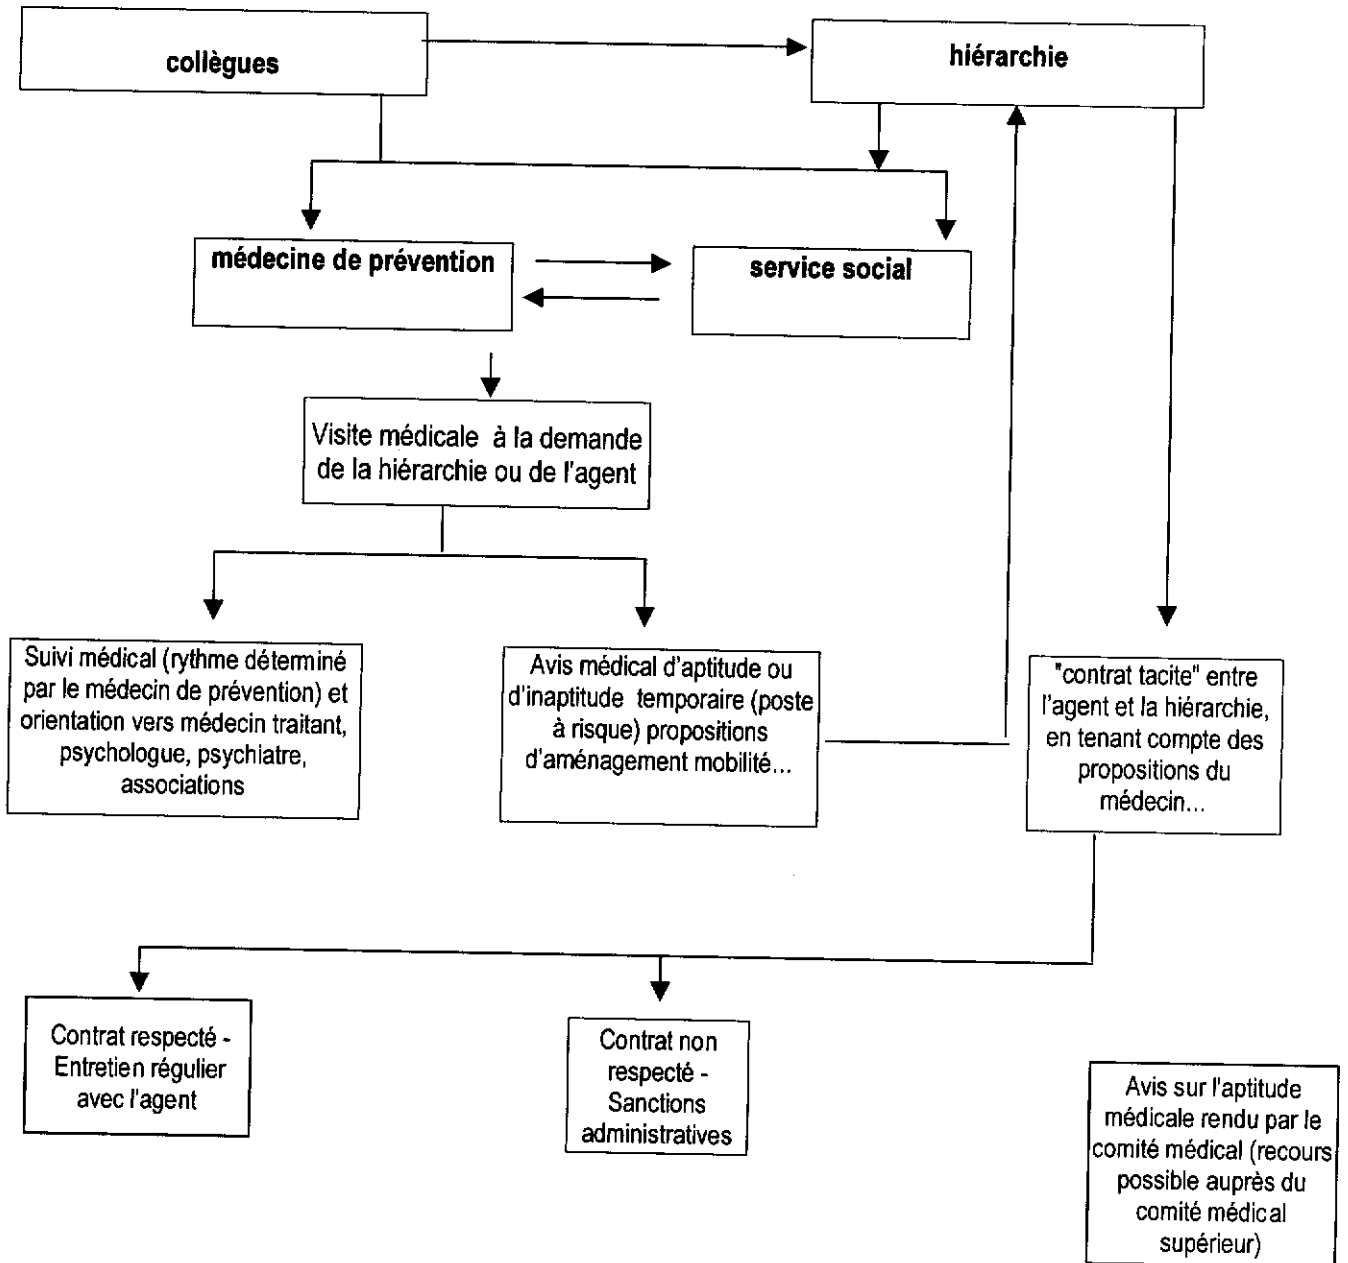 collègues
hiérarchie
médecine de prévention
service social
Visite médicale à la demande
de la hiérarchie ou de l'agent
Suivi médical (rythme déterminé
par le médecin de prévention) et
orientation vers médecin traitant,
psychologue, psychiatre,
associations
Avis médical d'aptitude ou
d'inaptitude temporaire (poste
à risque) propositions
d'aménagement mobilité...
"contrat tacite" entre
l'agent et la hiérarchie,
en tenant compte des
propositions du
médecin...
Contrat respecté -
Entretien régulier
avec l'agent
Contrat non
respecté -
Sanctions
administratives
Avis sur l'aptitude
médicale rendu par le
comité médical (recours
possible auprès du
comité médical
supérieur)